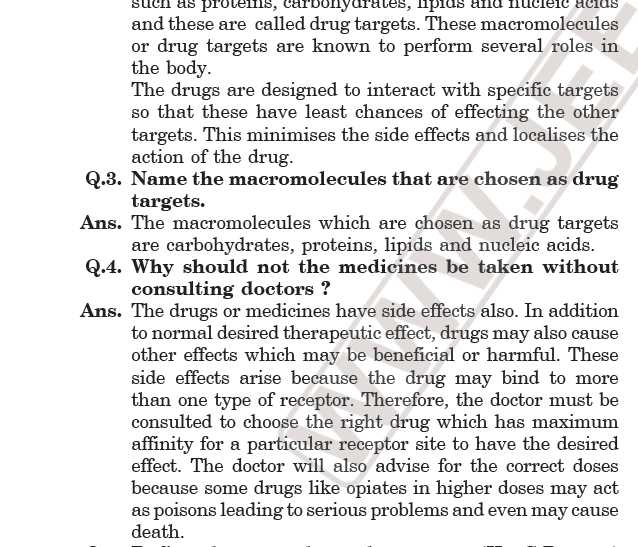 such as proteins, carbohydrates, lipids and nucleic acids
and these are called drug targets. These macromolecules
or drug targets are known to perform several roles in
the body.
The drugs are designed to interact with specific targets
so that these have least chances of effecting the other
targets. This minimises the side effects and localises the
action of the drug.
Q.3. Name the macromolecules that are chosen as drug
targets.
Ans. The macromolecules which are chosen as drug targets
are carbohydrates, proteins, lipids and nucleic acids.
Q.4. Why should not the medicines be taken without
consulting doctors ?
Ans. The drugs or medicines have side effects also. In addition
to normal desired therapeutic effect, drugs may also cause
other effects which may be beneficial or harmful. These
side effects arise because the drug may bind to more
than one type of receptor. Therefore, the doctor must be
consulted to choose the right drug which has maximum
affinity for a particular receptor site to have the desired
effect. The doctor will also advise for the correct doses
because some drugs like opiates in higher doses may act
as poisons leading to serious problems and even may cause
death.
WWW.JEE